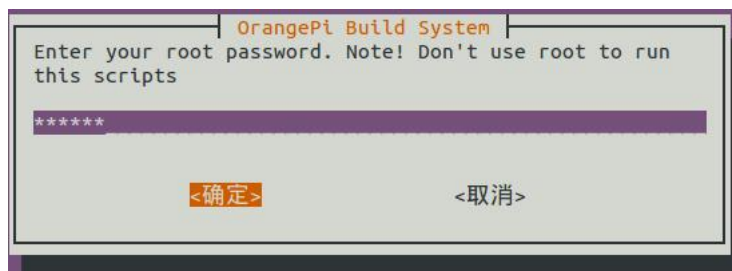 OrangePi Build System
Enter your root password. Note! Don't use root to run
this scripts
******
<确定>
<取消>